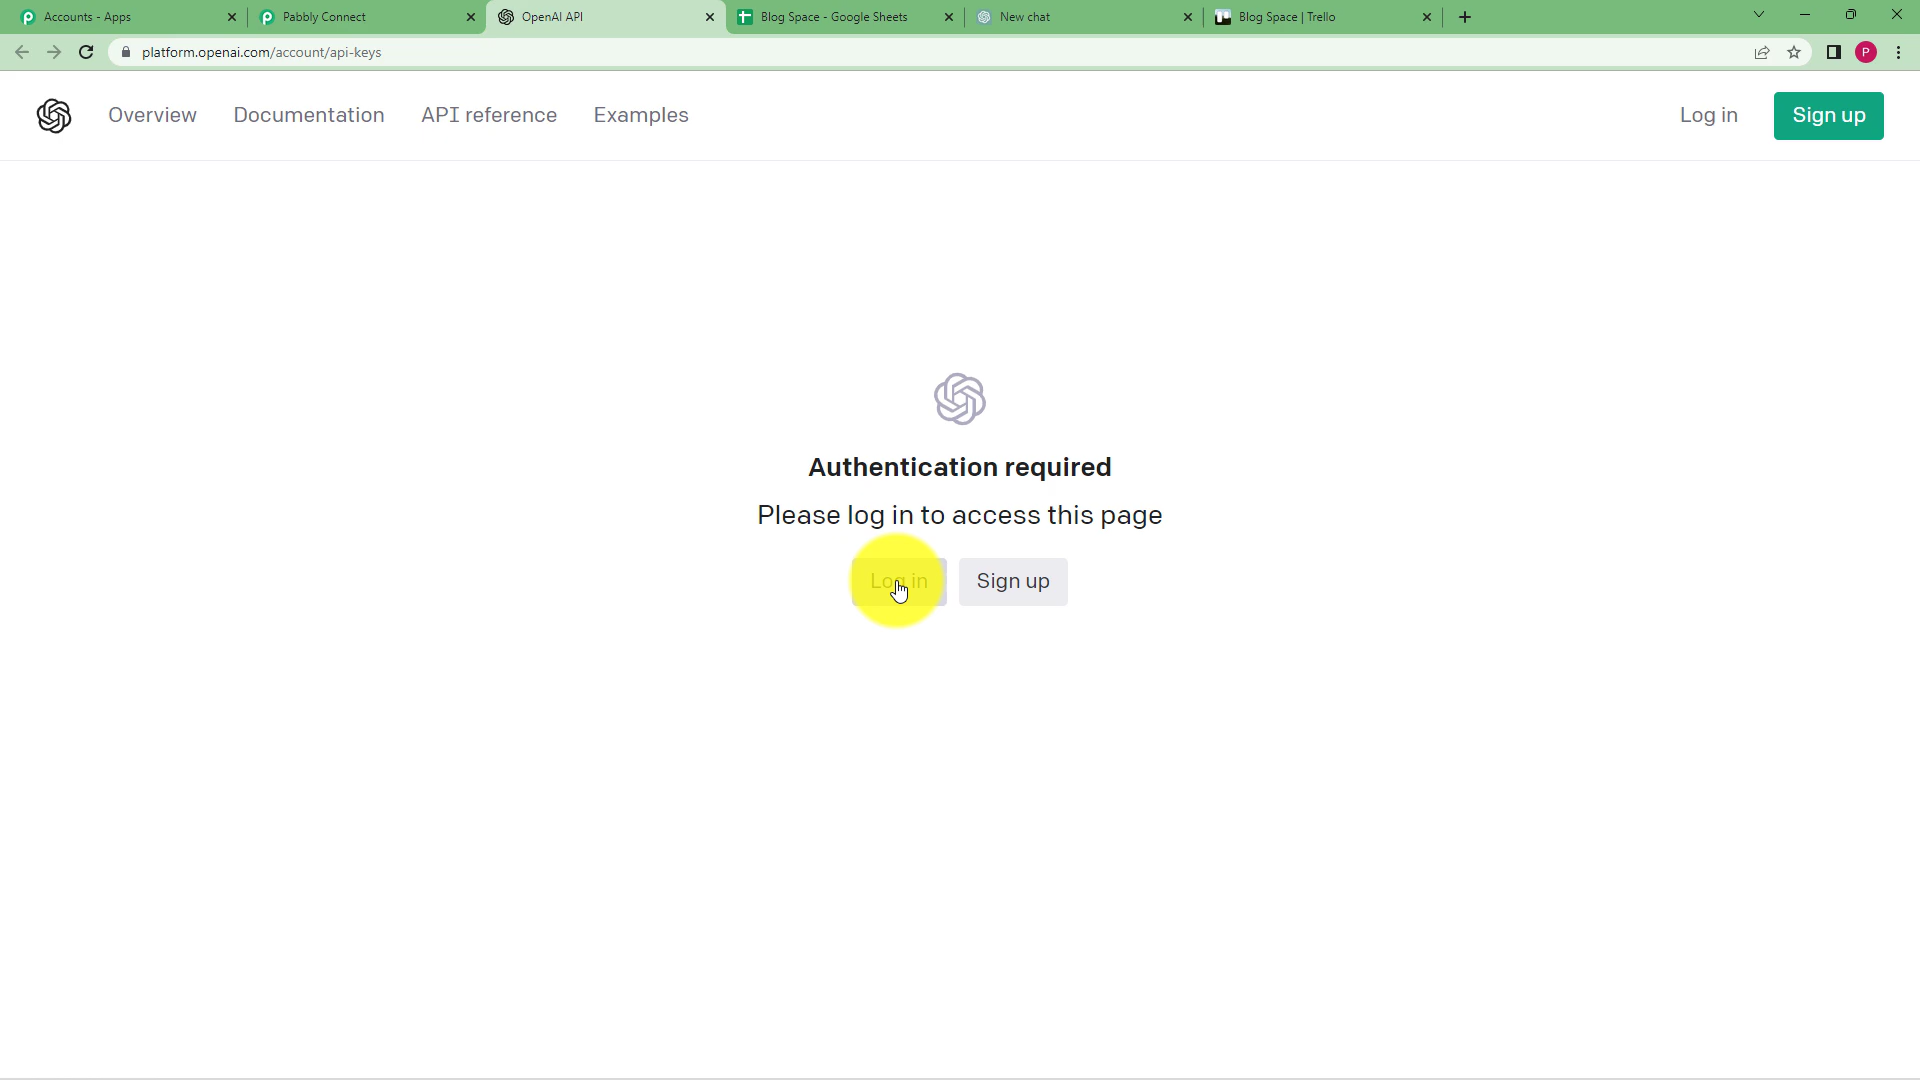 Accounts - Apps
Pabbly Connect
OpenAI API
Blog Space - Google Sheets
New chat
Blog Space | Trello
platform.openai.com/account/api-keys
P
Overview
Documentation
API reference
Examples
Log in
Sign up
Authentication required
Please log in to access this page
Log in
Sign up